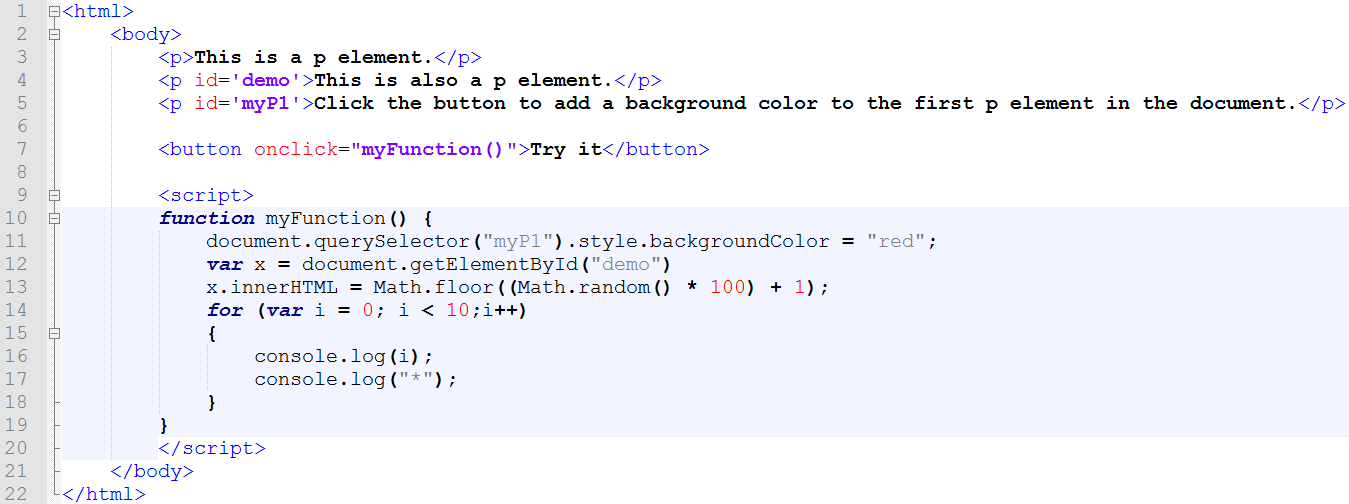 1 <html>
2 <body>
3 <p>This is a p element.</p>
4 <p id='demo'>This is also a p element.</p>
5 <p id='myP1'>Click the button to add a background color to the first p element in the document.</p>
6
7 <button onclick="myFunction()">Try it</button>
8
9 <script>
10 function myFunction() {
11 document.querySelector("myP1").style.backgroundColor = "red";
12 var x = document.getElementById("demo")
13 x.innerHTML = Math.floor((Math.random() * 100) + 1);
14 for (var i = 0; i < 10;i++)
15 {
16 console.log(i);
17 console.log("*");
18 }
19 }
20 </script>
21 </body>
22 </html>